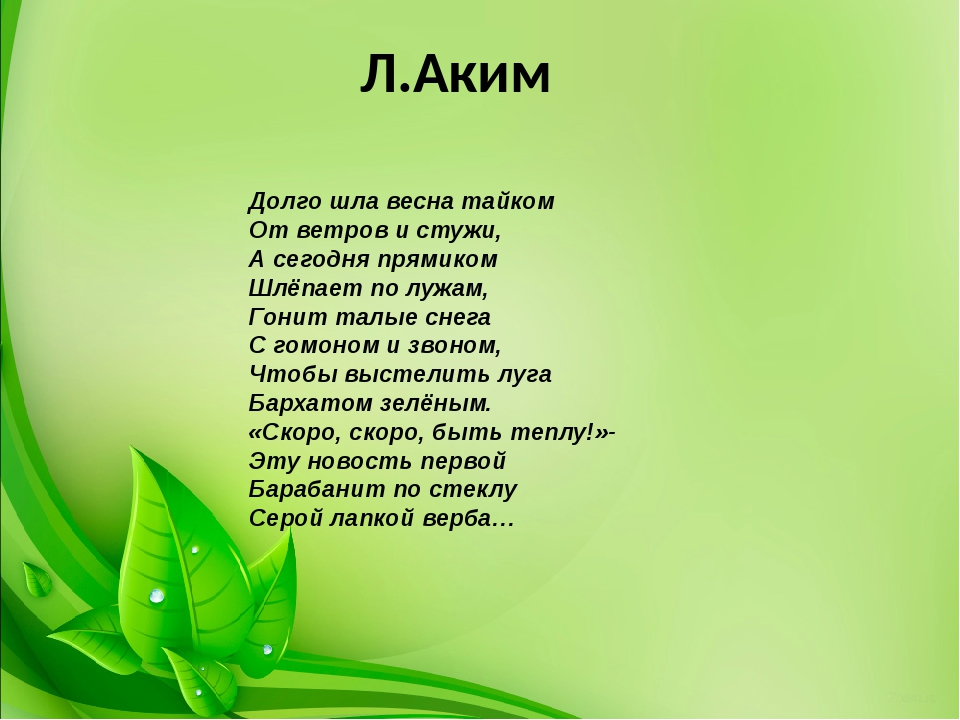 Л.Аким
Долго шла весна тайком
От ветров и стужи,
А сегодня прямиком
Шлёпает по лужам,
Гонит талые снега
С гомоном и звоном,
Чтобы выстелить луга
Бархатом зелёным.
«Скоро, скоро, быть теплу!»-
Эту новость первой
Барабанит по стеклу
Серой лапкой верба…